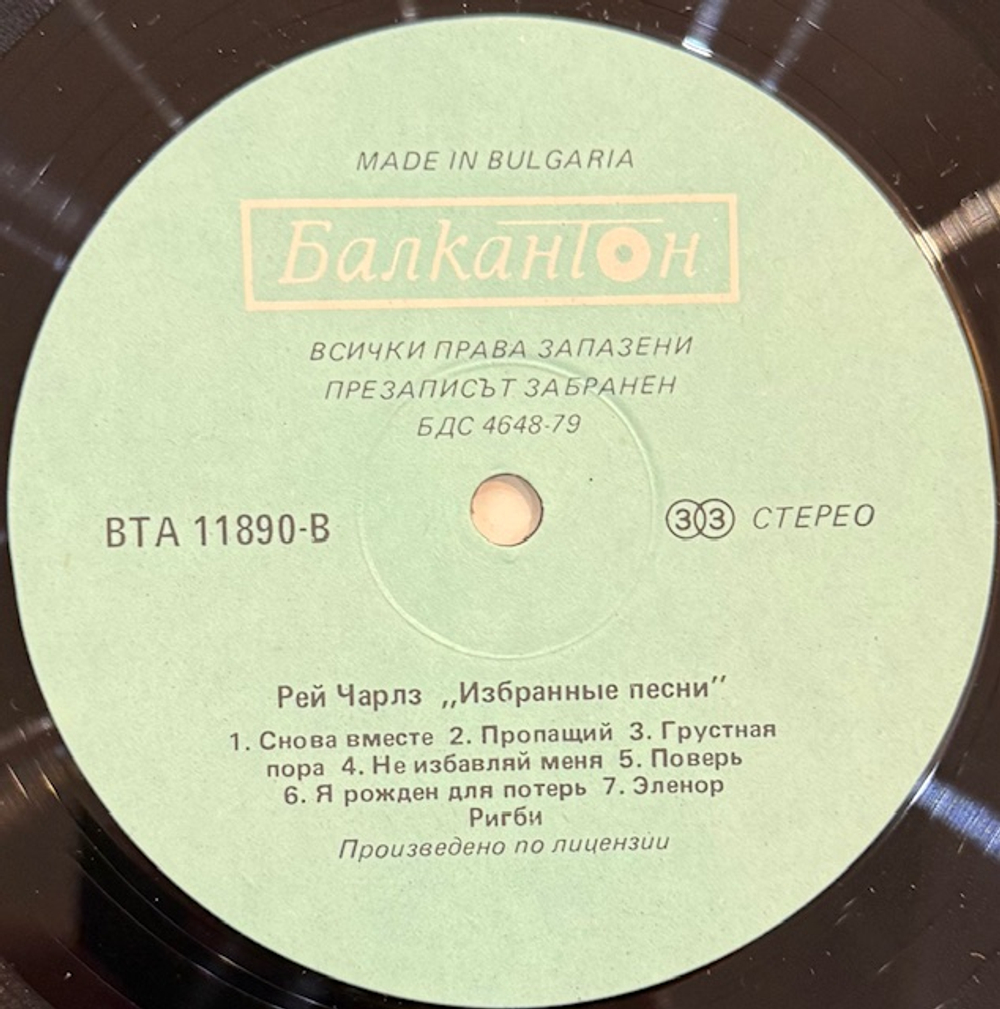 MADE IN BULGARIA
Балкантон
ВСИЧКИ ПРАВА ЗАПАЗЕНИ
ПРЕЗАПИСЪТ ЗАБРАНЕН
БДС 4648-79
ВТА 11890-В
33 СТЕРЕО
Рей Чарлз „Избранные песни”
1. Снова вместе 2. Пропащий 3. Грустная
пора 4. Не избавляй меня 5. Поверь
6. Я рожден для потерь 7. Эленор
Ригби
Произведено по лицензии